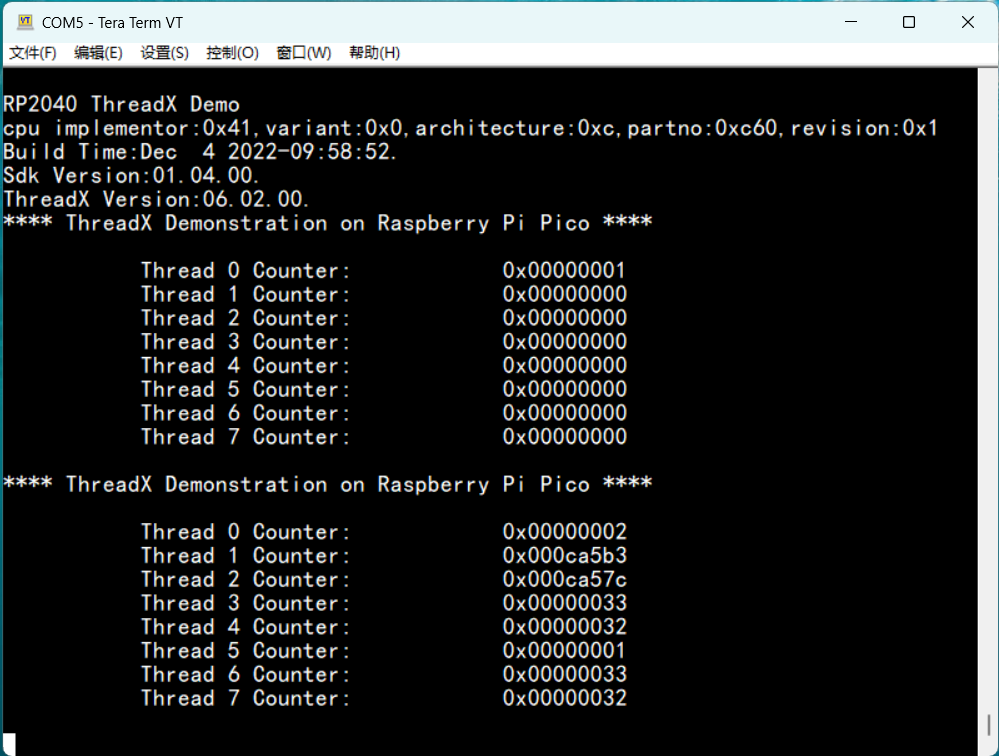 COM5 - Tera Term VT
文件(F) 编辑(E) 设置(S) 控制(O) 窗口(W) 帮助(H)
RP2040 ThreadX Demo
cpu implementor:0x41,variant:0x0,architecture:0xc,partno:0xc60,revision:0x1
Build Time:Dec  4 2022-09:58:52.
Sdk Version:01.04.00.
ThreadX Version:06.02.00.
**** ThreadX Demonstration on Raspberry Pi Pico ****
Thread 0 Counter: 0x00000001
Thread 1 Counter: 0x00000000
Thread 2 Counter: 0x00000000
Thread 3 Counter: 0x00000000
Thread 4 Counter: 0x00000000
Thread 5 Counter: 0x00000000
Thread 6 Counter: 0x00000000
Thread 7 Counter: 0x00000000
**** ThreadX Demonstration on Raspberry Pi Pico ****
Thread 0 Counter: 0x00000002
Thread 1 Counter: 0x000ca5b3
Thread 2 Counter: 0x000ca57c
Thread 3 Counter: 0x00000033
Thread 4 Counter: 0x00000032
Thread 5 Counter: 0x00000001
Thread 6 Counter: 0x00000033
Thread 7 Counter: 0x00000032